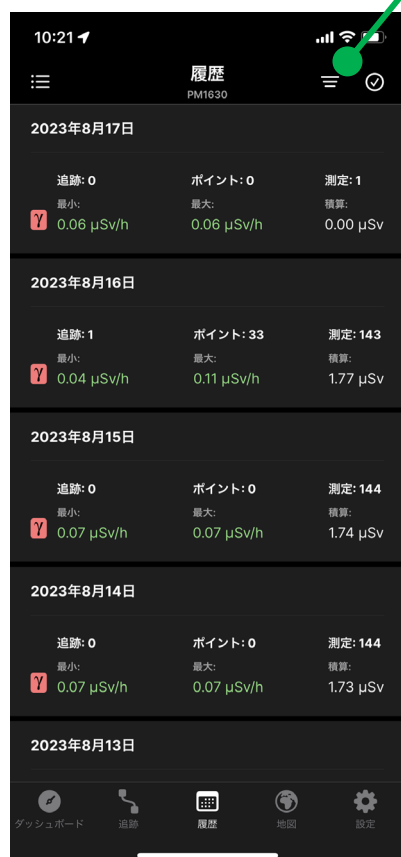 10:21
履歴
PM1630
2023年8月17日
追跡: 0 ポイント: 0 測定: 1
最小: 最大: 積算:
γ 0.06 μSv/h 0.06 μSv/h 0.00 μSv
2023年8月16日
追跡: 1 ポイント: 33 測定: 143
最小: 最大: 積算:
γ 0.04 μSv/h 0.11 μSv/h 1.77 μSv
2023年8月15日
追跡: 0 ポイント: 0 測定: 144
最小: 最大: 積算:
γ 0.07 μSv/h 0.07 μSv/h 1.74 μSv
2023年8月14日
追跡: 0 ポイント: 0 測定: 144
最小: 最大: 積算:
γ 0.07 μSv/h 0.07 μSv/h 1.73 μSv
2023年8月13日
ダッシュボード 追跡 履歴 地図 設定